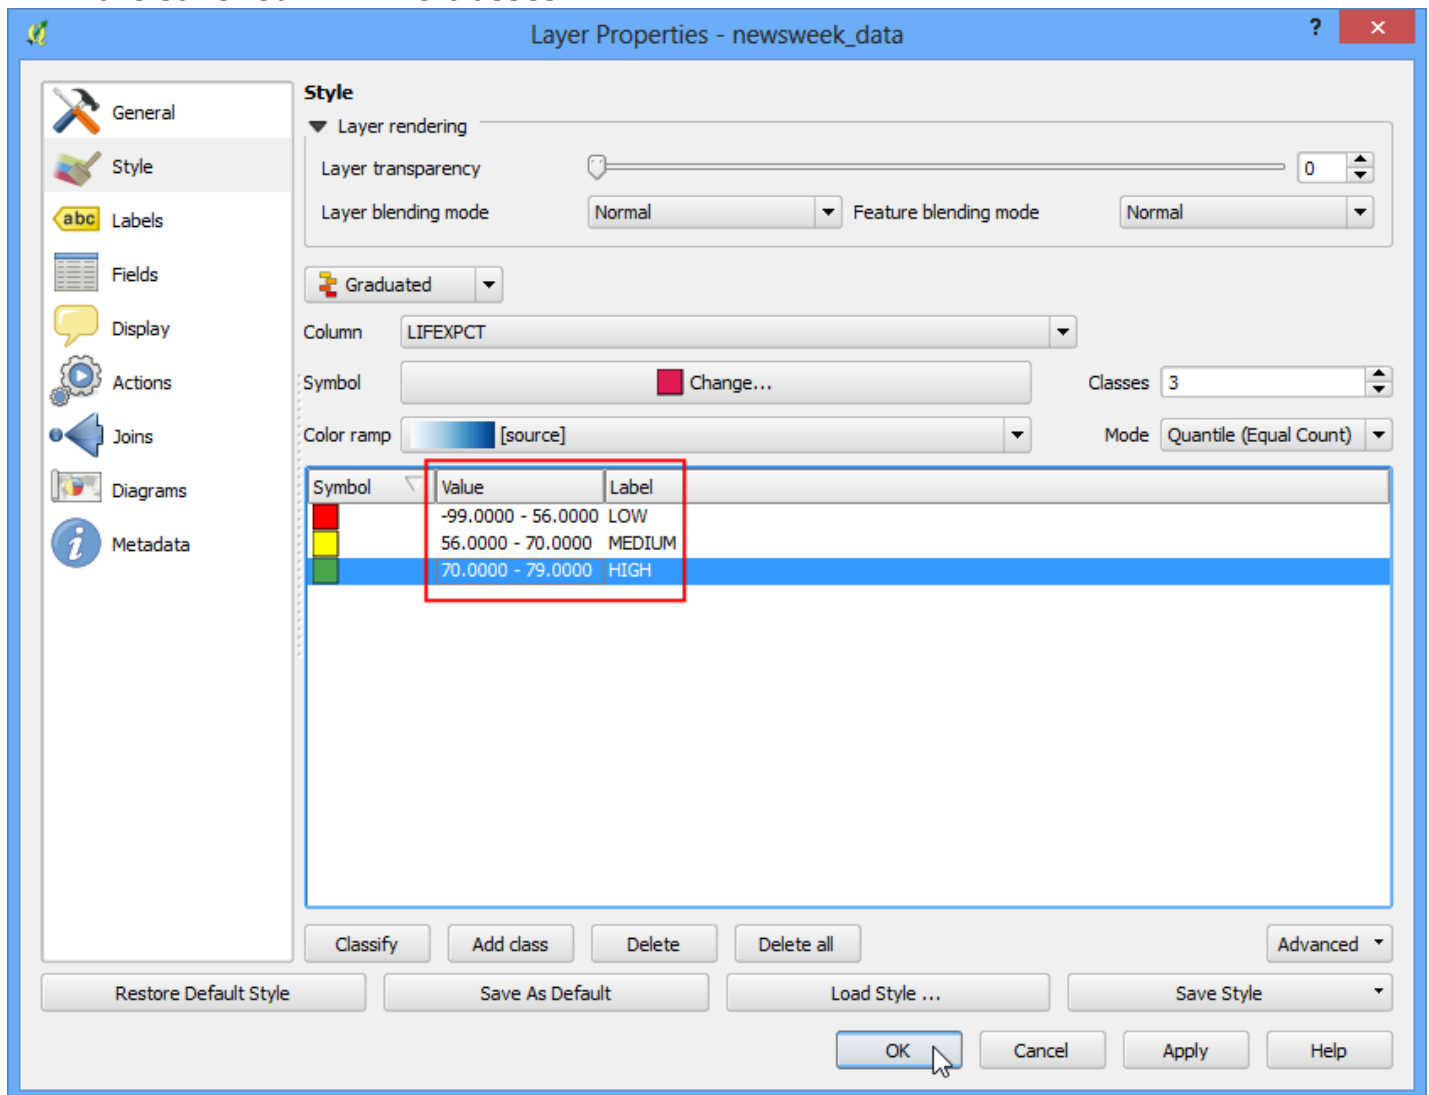 Layer Properties - newsweek_data
?
General
Style
Labels
Fields
Display
Actions
Joins
Diagrams
Metadata
abc
Style
Layer rendering
Layer transparency 0
Layer blending mode Normal Feature blending mode Normal
Graduated
Column LIFEXPCT
Symbol Change... Classes 3
Color ramp [source] Mode Quantile (Equal Count)
Symbol Value Label
-99.0000 - 56.0000 LOW
56.0000 - 70.0000 MEDIUM
70.0000 - 79.0000 HIGH
Classify Add class Delete Delete all Advanced
Restore Default Style Save As Default Load Style ... Save Style
OK Cancel Apply Help